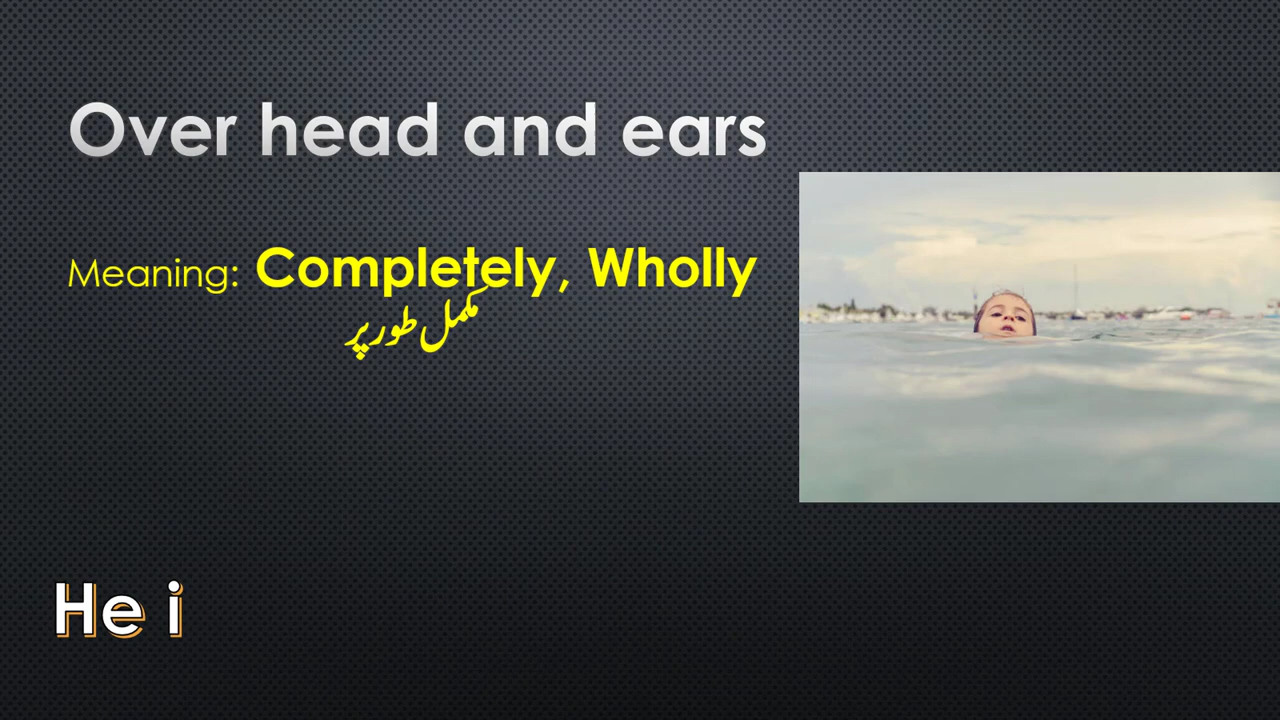 Over head and ears
Meaning: Completely, Wholly
مکمل طور پر
He i